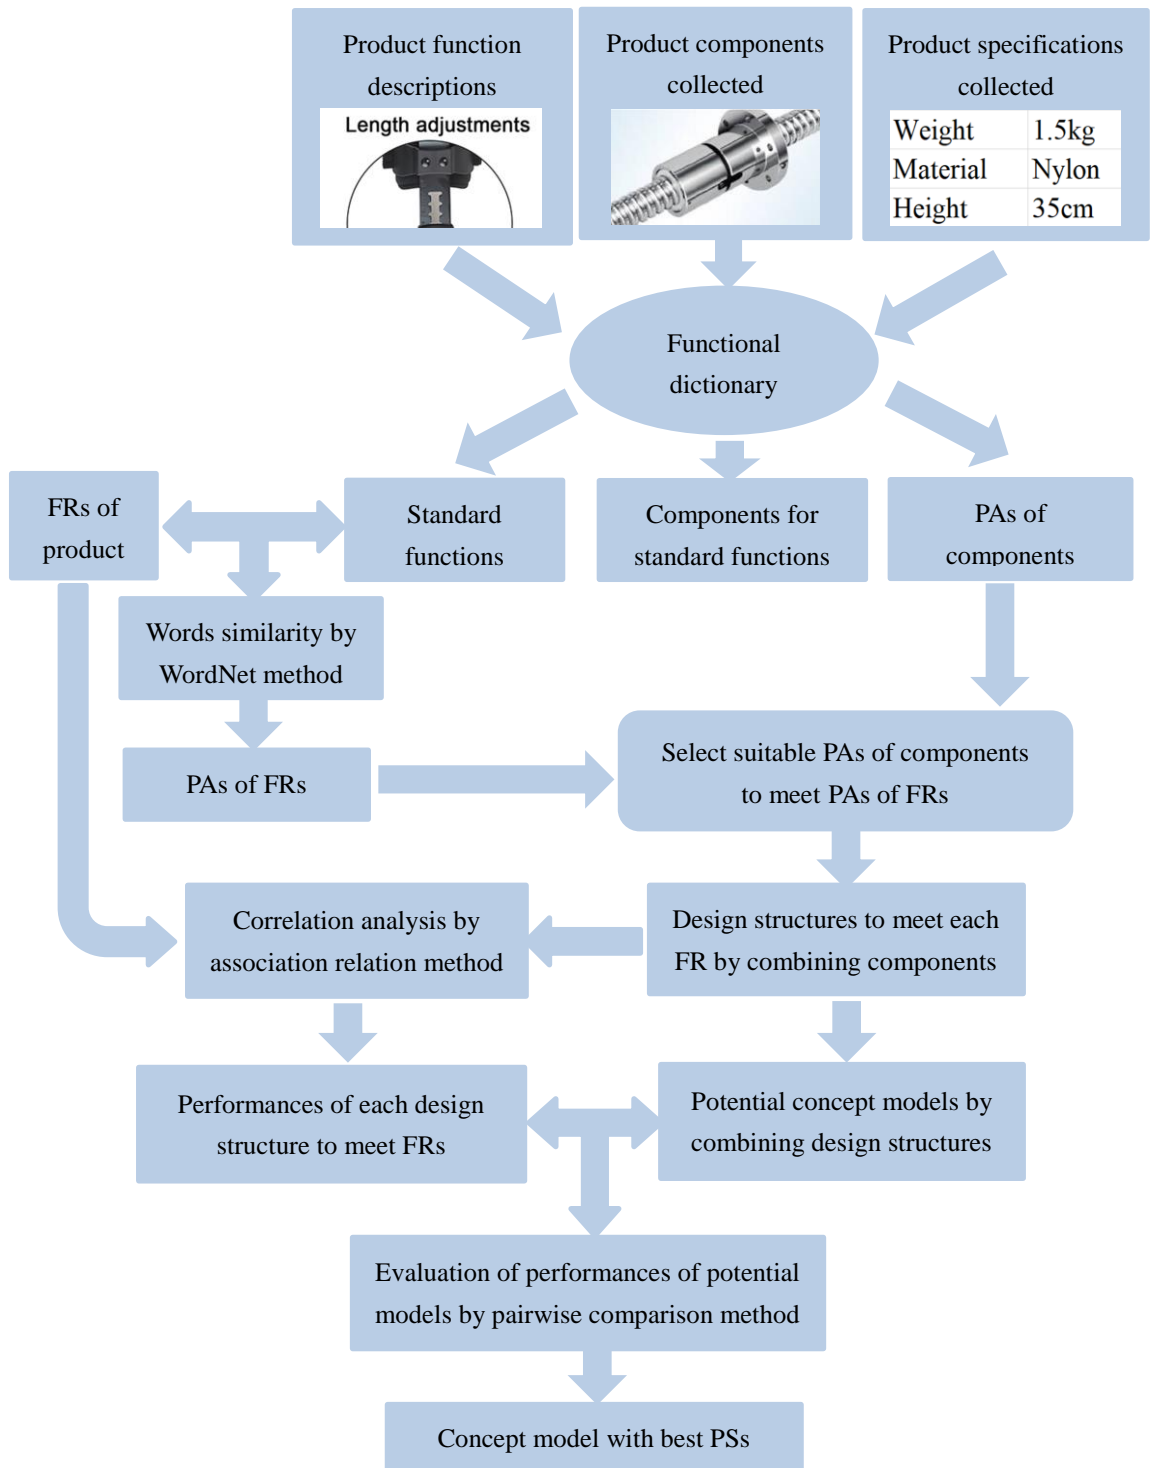 Product function
descriptions
Length adjustments
Product components
collected
Product specifications
collected
Weight 1.5kg
Material Nylon
Height 35cm
Functional
dictionary
FRs of
product
Standard
functions
Components for
standard functions
PAs of
components
Words similarity by
WordNet method
PAs of FRs
Select suitable PAs of components
to meet PAs of FRs
Correlation analysis by
association relation method
Design structures to meet each
FR by combining components
Performances of each design
structure to meet FRs
Potential concept models by
combining design structures
Evaluation of performances of potential
models by pairwise comparison method
Concept model with best PSs